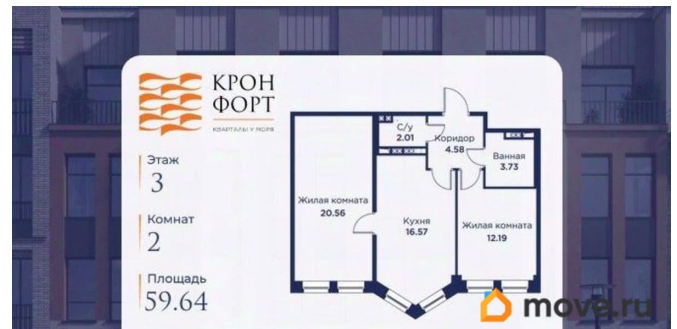 КРОН
ФОРТ
КВАРТАЛЫ У МОРЯ
Этаж
3
Комнат
2
Площадь
59.64
С/у
2.01
Коридор
4.58
Ванная
3.73
Жилая комната
20.56
Кухня
16.57
Жилая комната
12.19
move.ru